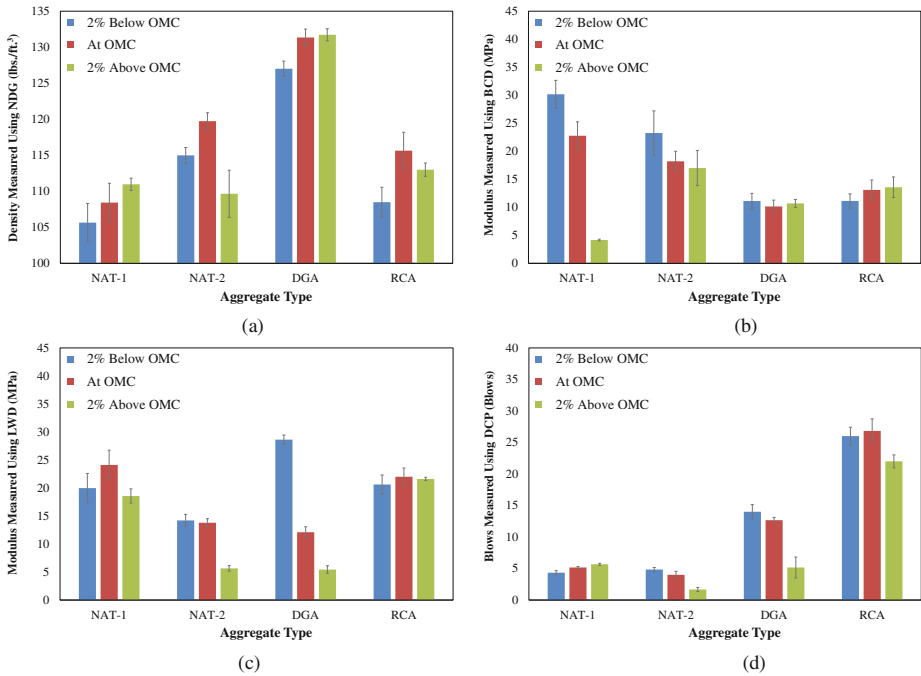 2% Below OMC
At OMC
2% Above OMC
Density Measured Using NDG (lbs./ft.³)
135
130
125
120
115
110
105
100
NAT-1 NAT-2 DGA RCA
Aggregate Type
(a)
2% Below OMC
At OMC
2% Above OMC
Modulus Measured Using BCD (MPa)
45
40
35
30
25
20
15
10
5
0
NAT-1 NAT-2 DGA RCA
Aggregate Type
(b)
2% Below OMC
At OMC
2% Above OMC
Modulus Measured Using LWD (MPa)
45
40
35
30
25
20
15
10
5
0
NAT-1 NAT-2 DGA RCA
Aggregate Type
(c)
2% Below OMC
At OMC
2% Above OMC
Blows Measured Using DCP (Blows)
40
35
30
25
20
15
10
5
0
NAT-1 NAT-2 DGA RCA
Aggregate Type
(d)